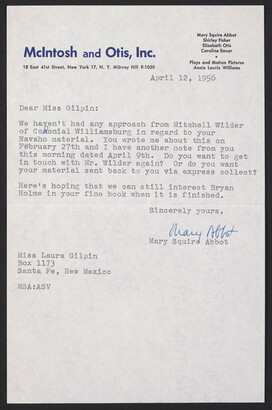 McIntosh and Otis, Inc.
18 East 41st Street, New York 17, N. Y. MUrray Hill 9-1050
Mary Squire Abbot
Shirley Fisher
Elizabeth Otis
Caroline Sauer
•
Plays and Motion Pictures
Annie Laurie Williams
April 12, 1956
Dear Miss Gilpin:
We haven't had any approach from Mitchell Wilder
of Colonial Williamsburg in regard to your
Navaho material. You wrote me about this on
February 27th and I have another note from you
this morning dated April 9th. Do you want to get
in touch with Mr. Wilder again? Or do you want
your material sent back to you via express collect?
Here's hoping that we can still interest Bryan
Holme in your fine book when it is finished.
Sincerely yours,
Mary Abbot
Mary Squire Abbot
Miss Laura Gilpin
Box 1173
Santa Fe, New Mexico
MSA:ASV